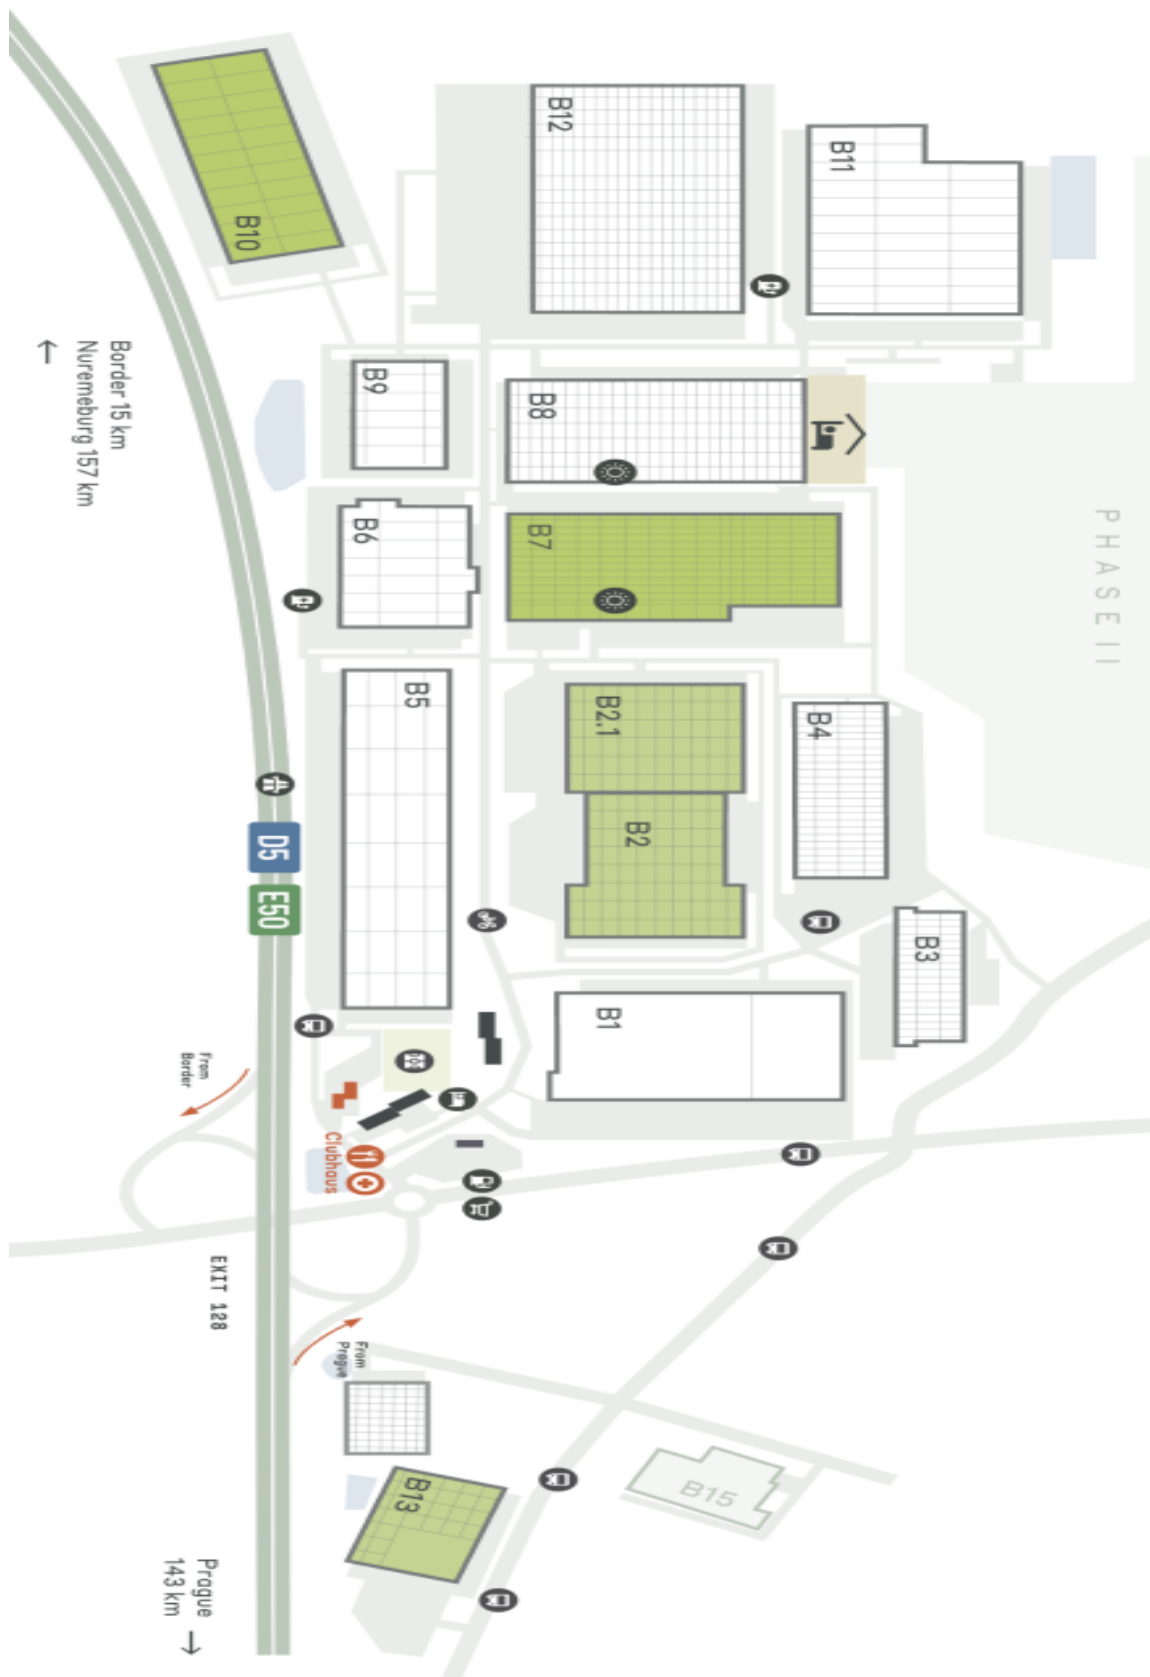 B10
B12
B11
Border 15 km
Nuremeburg 157 km
B9
B8
B6
B7
PHASE II
B5
B2.1
B4
B2
D5
E50
B3
B1
From
Border
Clubhaus
EXIT 128
From
Prague
B13
B15
Prague
143 km